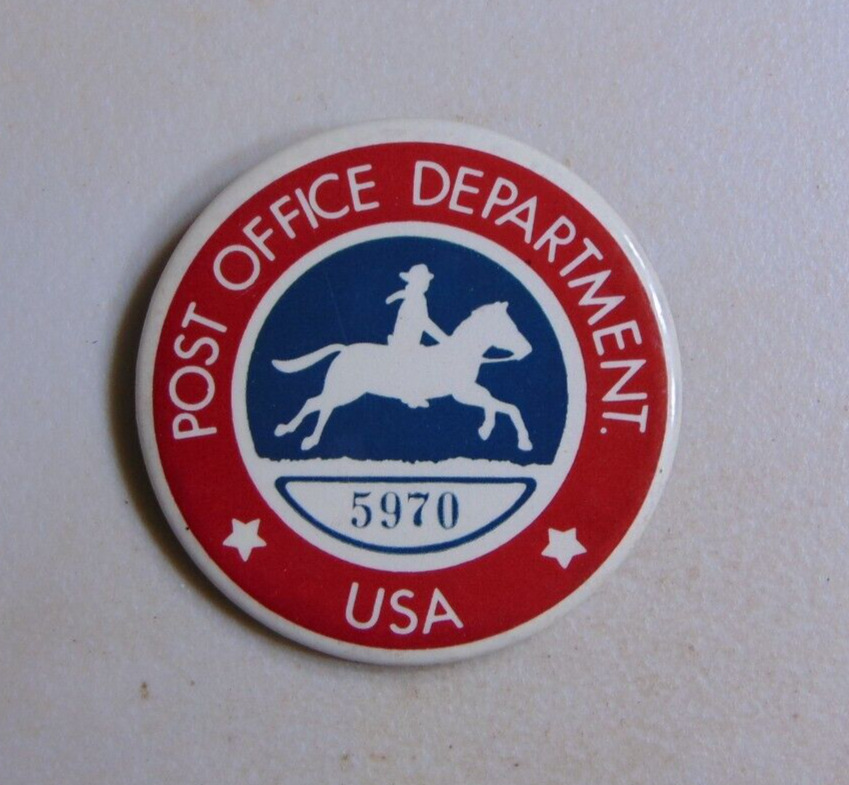 POST OFFICE DEPARTMENT.
5970
USA